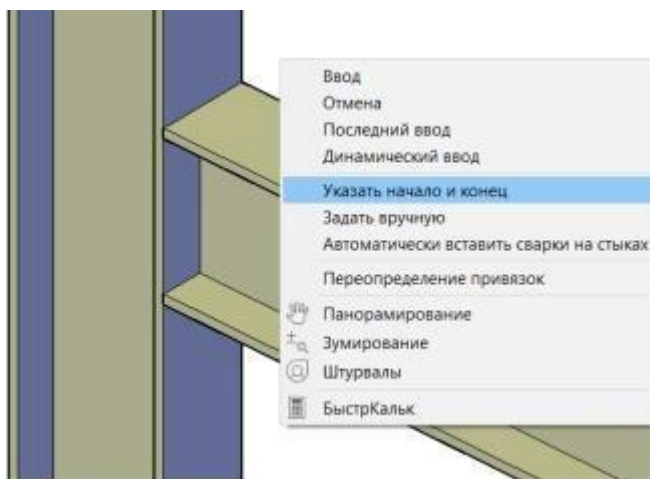 Ввод
Отмена
Последний ввод
Динамический ввод
Указать начало и конец
Задать вручную
Автоматически вставить сварки на стыках
Переопределение привязок
Панорамирование
Зумирование
Штурвалы
БыстрКальк